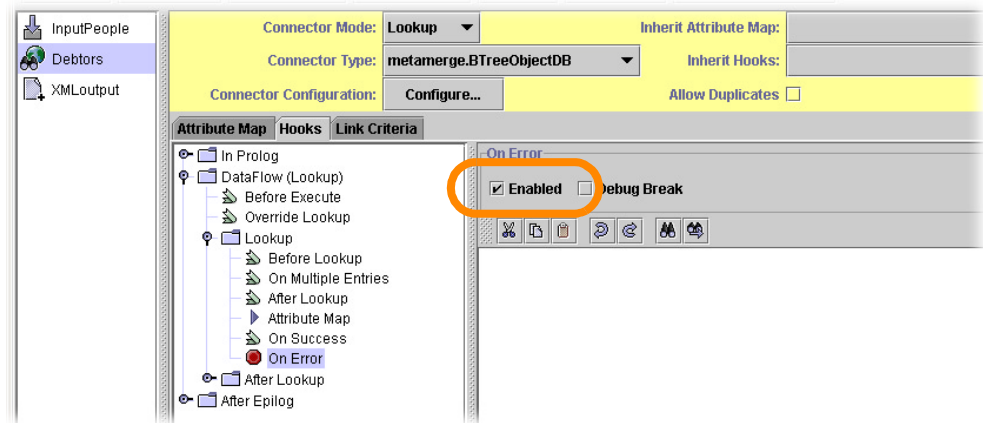 InputPeople
Debtors
XMLoutput
Connector Mode: Lookup Inherit Attribute Map:
Connector Type: metamerge.BTreeObjectDB Inherit Hooks:
Connector Configuration: Configure... Allow Duplicates
Attribute Map Hooks Link Criteria
In Prolog
DataFlow (Lookup)
Before Execute
Override Lookup
Lookup
Before Lookup
On Multiple Entries
After Lookup
Attribute Map
On Success
On Error
After Lookup
After Epilog
On Error
Enabled Debug Break